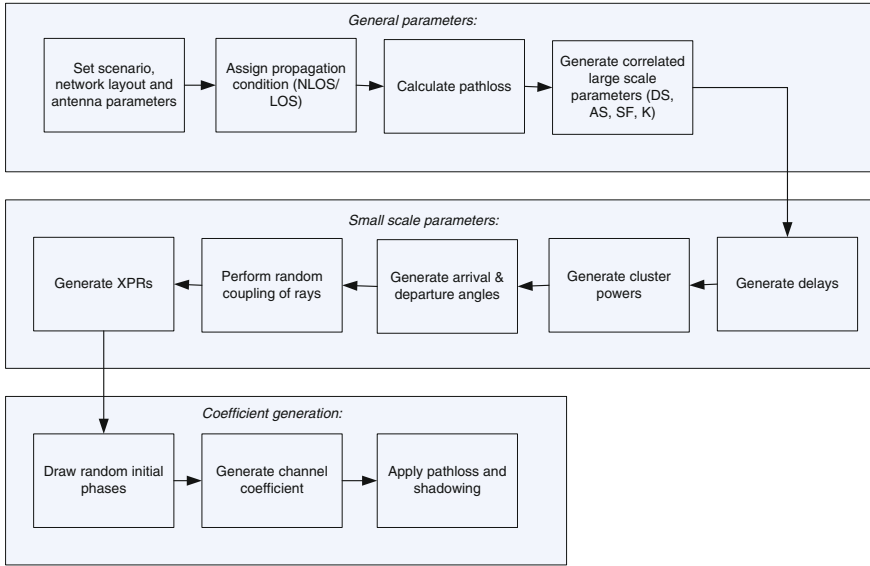 General parameters:
Set scenario,
network layout and
antenna parameters
Assign propagation
condition (NLOS/
LOS)
Calculate pathloss
Generate correlated
large scale
parameters (DS,
AS, SF, K)
Small scale parameters:
Generate XPRs
Perform random
coupling of rays
Generate arrival &
departure angles
Generate cluster
powers
Generate delays
Coefficient generation:
Draw random initial
phases
Generate channel
coefficient
Apply pathloss and
shadowing